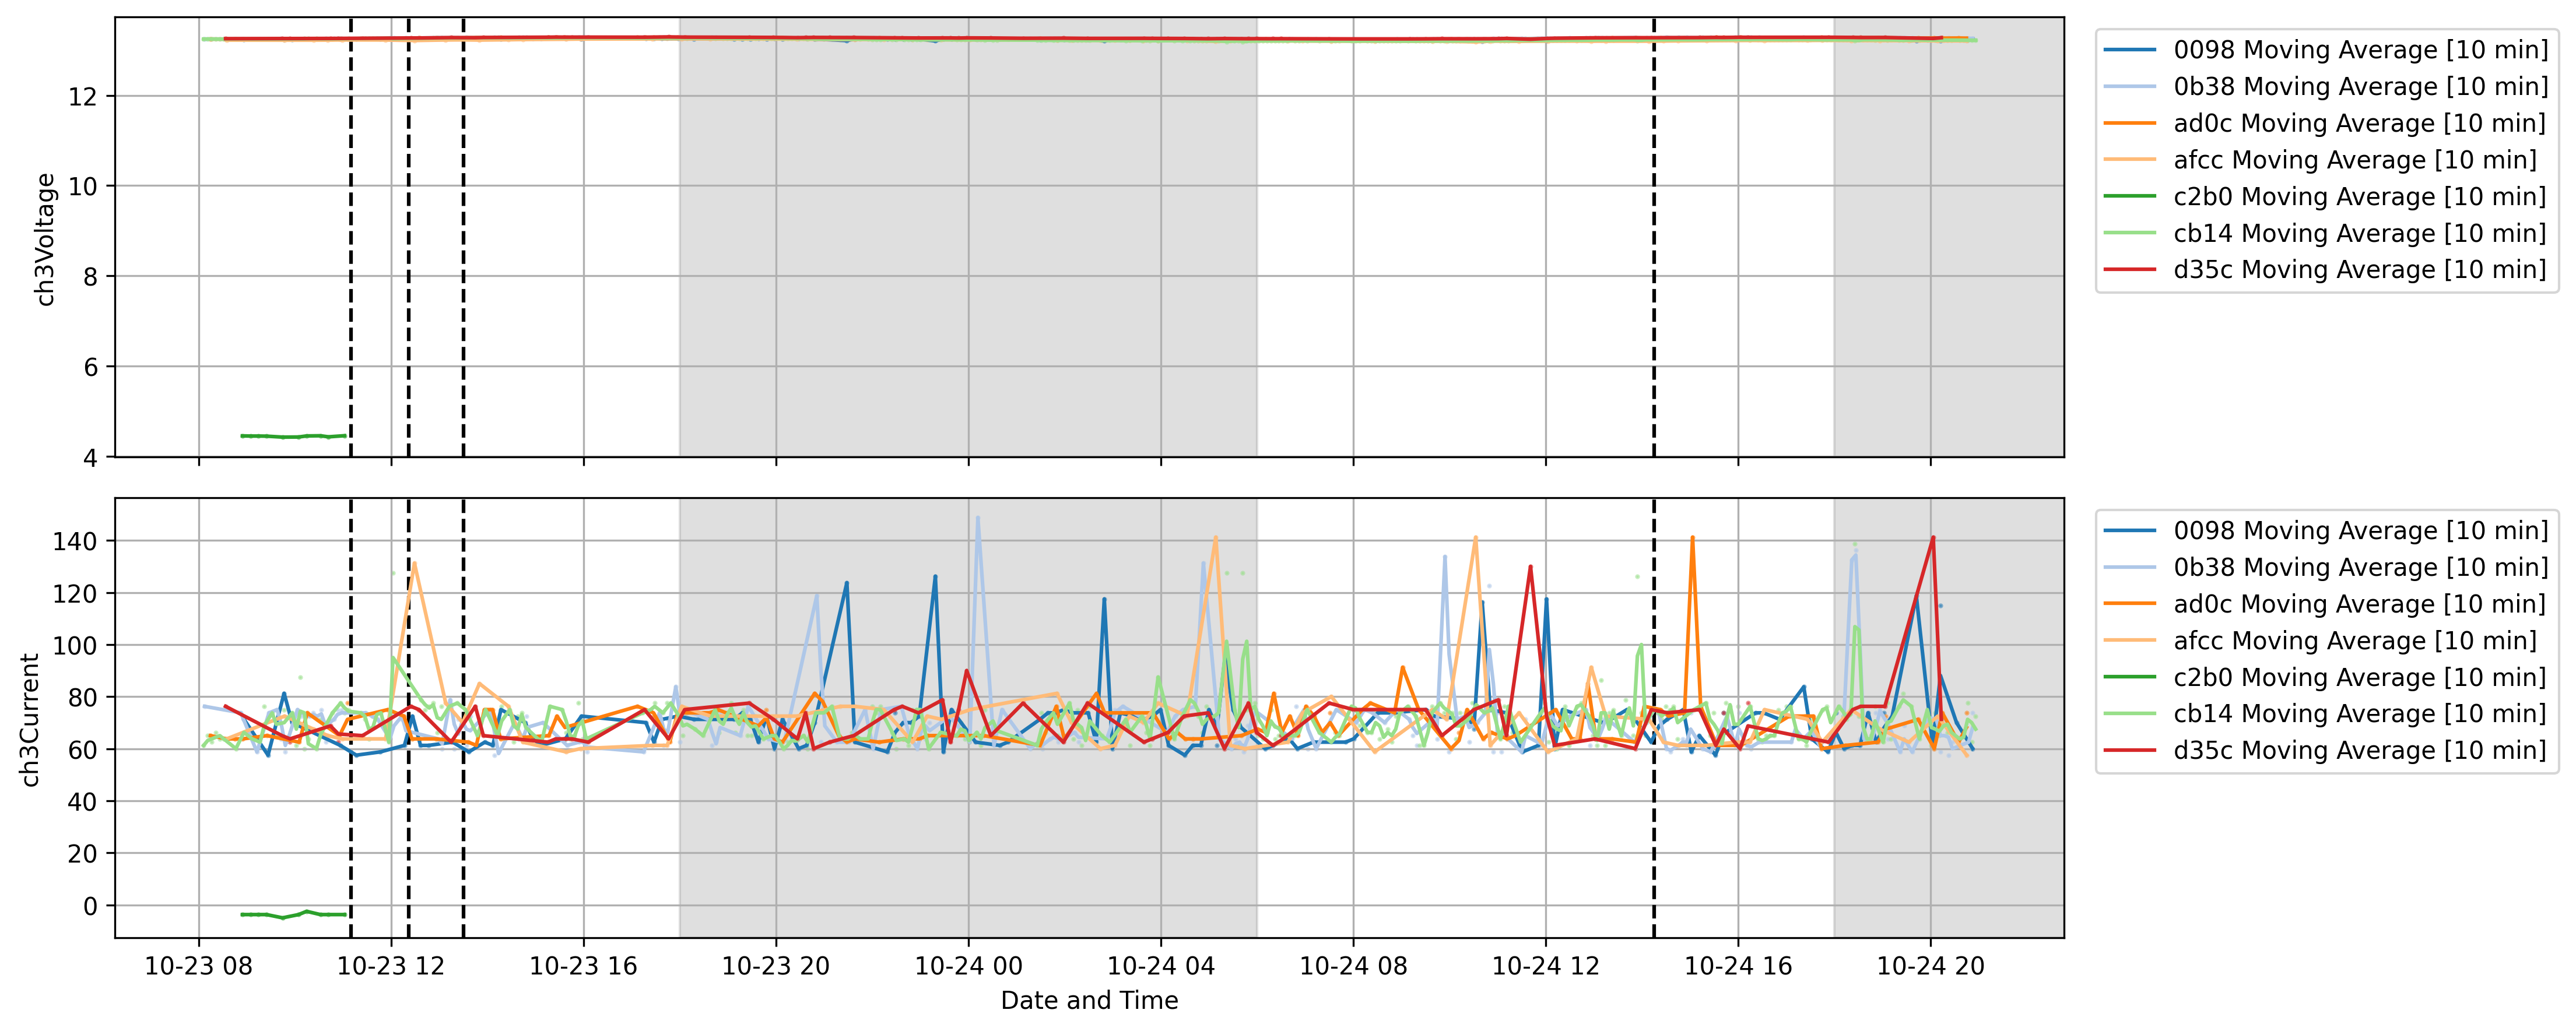 12
10
8
6
4
ch3Voltage
0098 Moving Average [10 min]
0b38 Moving Average [10 min]
ad0c Moving Average [10 min]
afcc Moving Average [10 min]
c2b0 Moving Average [10 min]
cb14 Moving Average [10 min]
d35c Moving Average [10 min]
140
120
100
80
60
40
20
0
ch3Current
0098 Moving Average [10 min]
0b38 Moving Average [10 min]
ad0c Moving Average [10 min]
afcc Moving Average [10 min]
c2b0 Moving Average [10 min]
cb14 Moving Average [10 min]
d35c Moving Average [10 min]
10-23 08 10-23 12 10-23 16 10-23 20 10-24 00 10-24 04 10-24 08 10-24 12 10-24 16 10-24 20
Date and Time